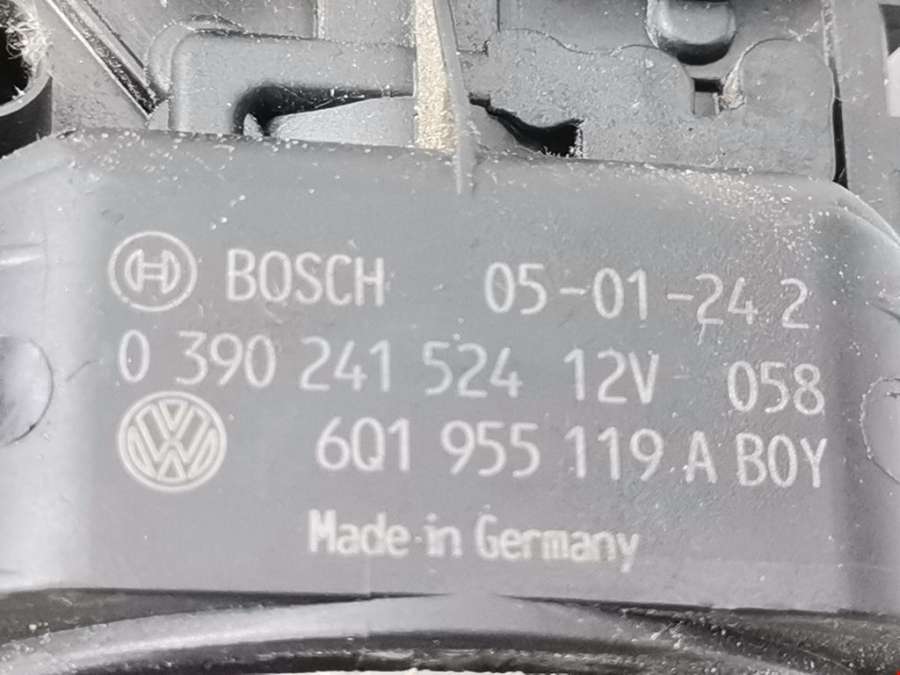 BOSCH 05-01-24 2
0 390 241 524 12V 058
6Q1 955 119 A BOY
Made in Germany